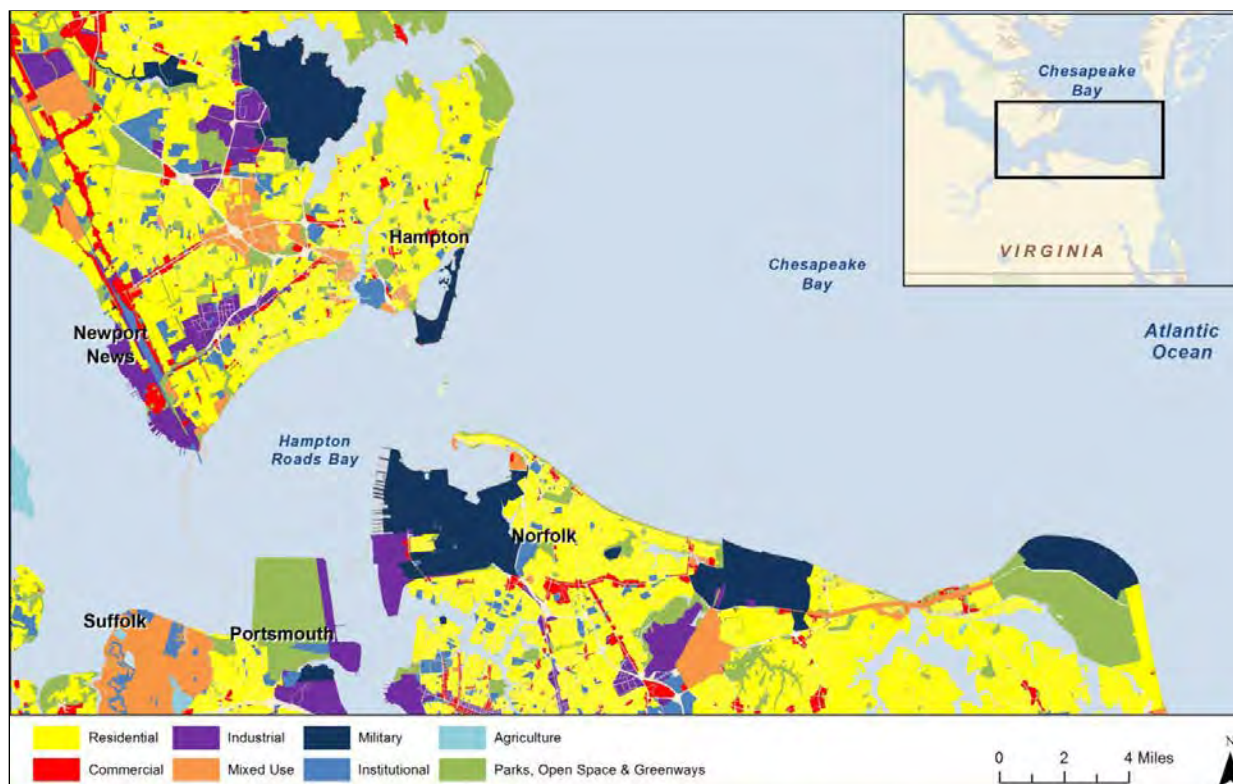 Chesapeake
Bay
VIRGINIA
Hampton
Chesapeake
Bay
Newport
News
Atlantic
Ocean
Hampton
Roads Bay
Norfolk
Suffolk
Portsmouth
Residential
Industrial
Military
Agriculture
Commercial
Mixed Use
Institutional
Parks, Open Space & Greenways
0 2 4 Miles
N